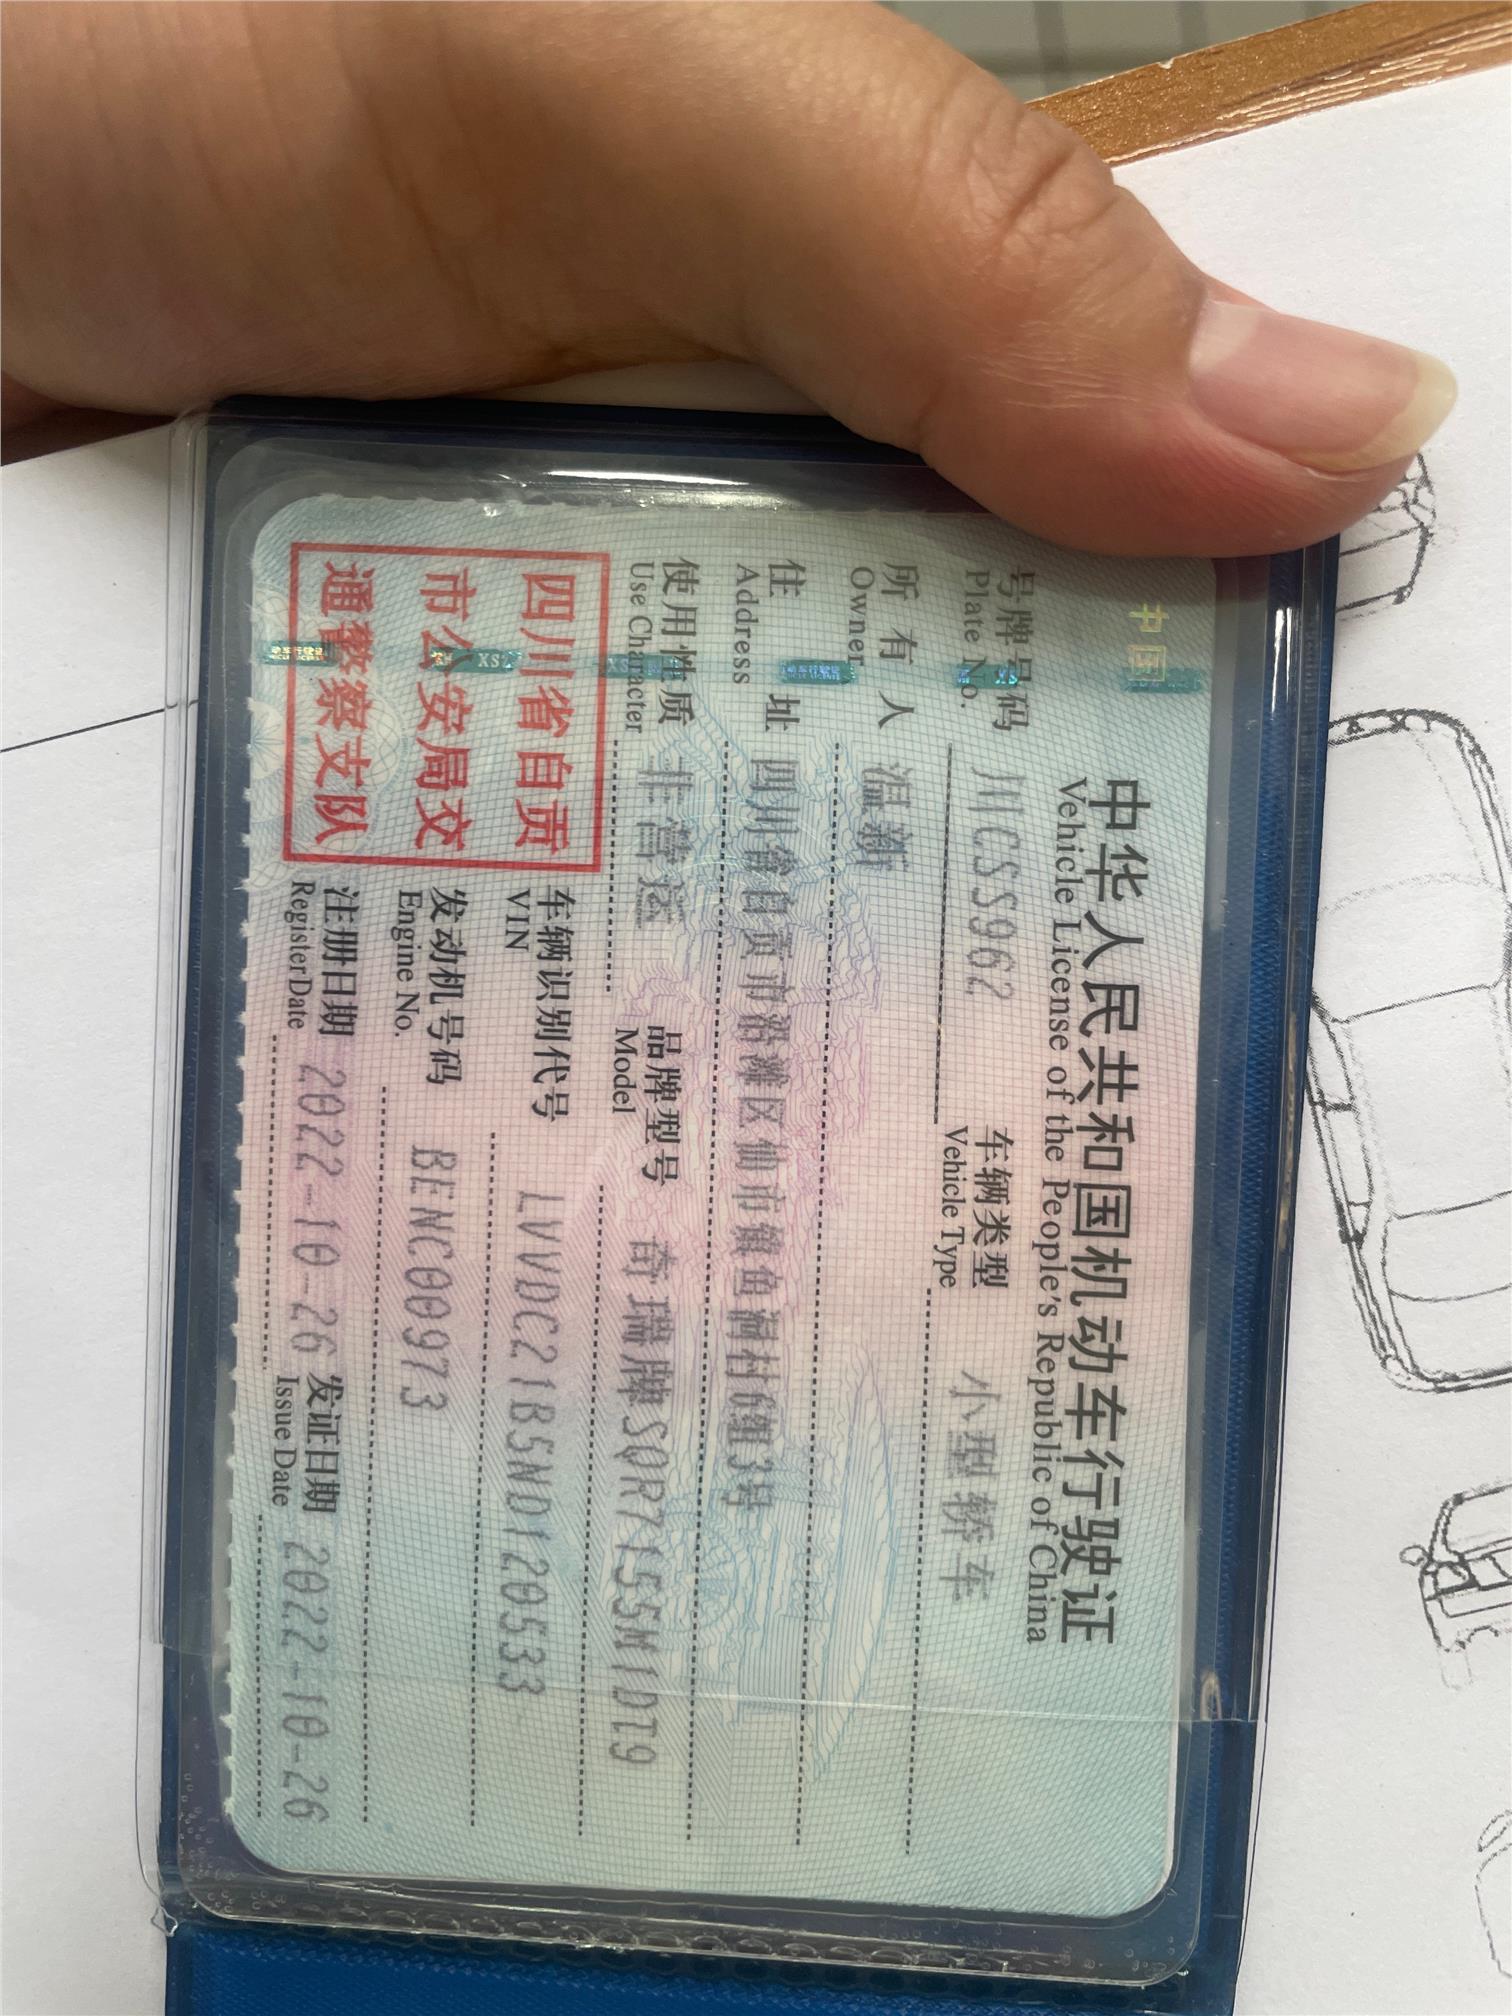 中华人民共和国机动车行驶证
Vehicle License of the People's Republic of China
号牌号码 川CSS962 车辆类型 小型轿车
Plate No. Vehicle Type
所有人 温新
Owner
住址 四川省自贡市沿滩区仙市镇鱼洞村6组3号
Address
使用性质 非营运 品牌型号 奇瑞牌SQR7155M1DT9
Use Character Model
四川省自贡
市公安局交
通警察支队
车辆识别代号 LVVDC21B5ND120533
VIN
发动机号码 BENC00973
Engine No.
注册日期 2022-10-26 发证日期 2022-10-26
Register Date Issue Date
中国